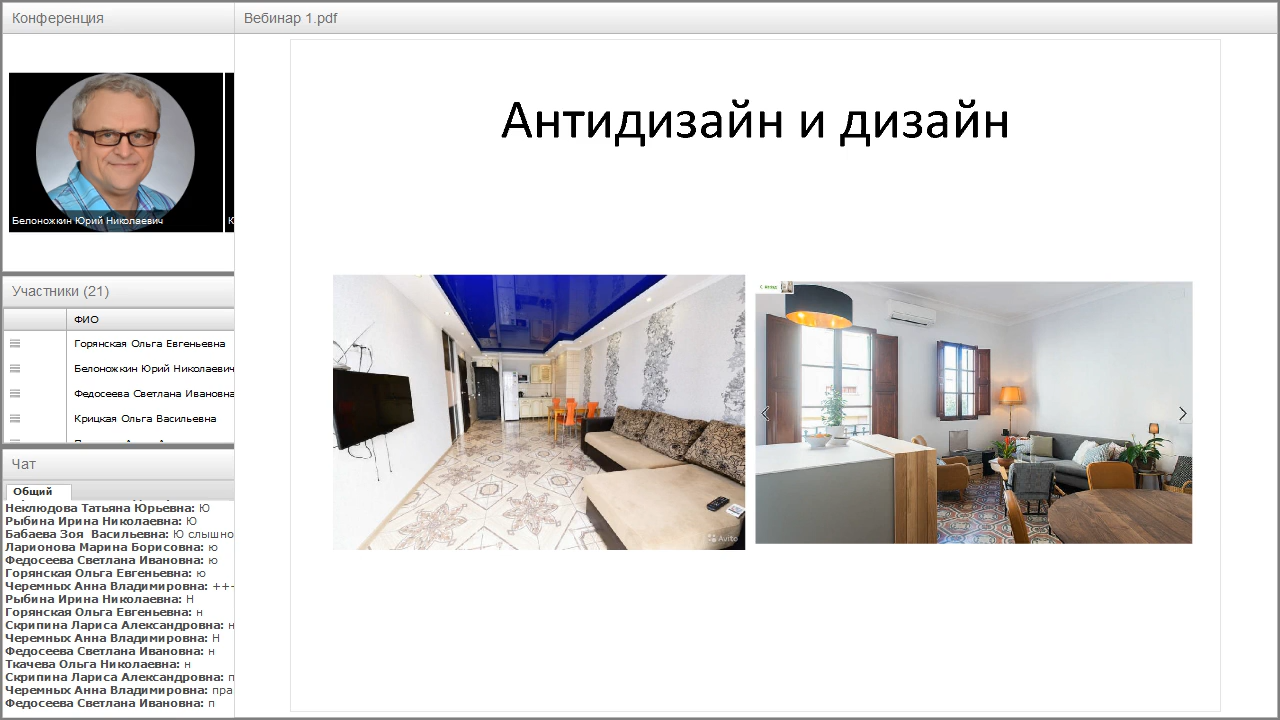 Конференция
Вебинар 1.pdf
Антидизайн и дизайн
Белоножкин Юрий Николаевич
К
Avito
Участники (21)
ФИО
Горянская Ольга Евгеньевна
Белоножкин Юрий Николаевич
Федосеева Светлана Ивановна
Крицкая Ольга Васильевна
Чат
Общий
Неклюдова Татьяна Юрьевна: Ю
Рыбина Ирина Николаевна: Ю
Бабаева Зоя Васильевна: Ю слышно
Ларионова Марина Борисовна: ю
Федосеева Светлана Ивановна: ю
Горянская Ольга Евгеньевна: ю
Черемных Анна Владимировна: ++-
Рыбина Ирина Николаевна: Н
Горянская Ольга Евгеньевна: н
Скрипина Лариса Александровна: н
Черемных Анна Владимировна: Н
Федосеева Светлана Ивановна: н
Ткачева Ольга Николаевна: н
Скрипина Лариса Александровна: п
Черемных Анна Владимировна: пра
Федосеева Светлана Ивановна: п